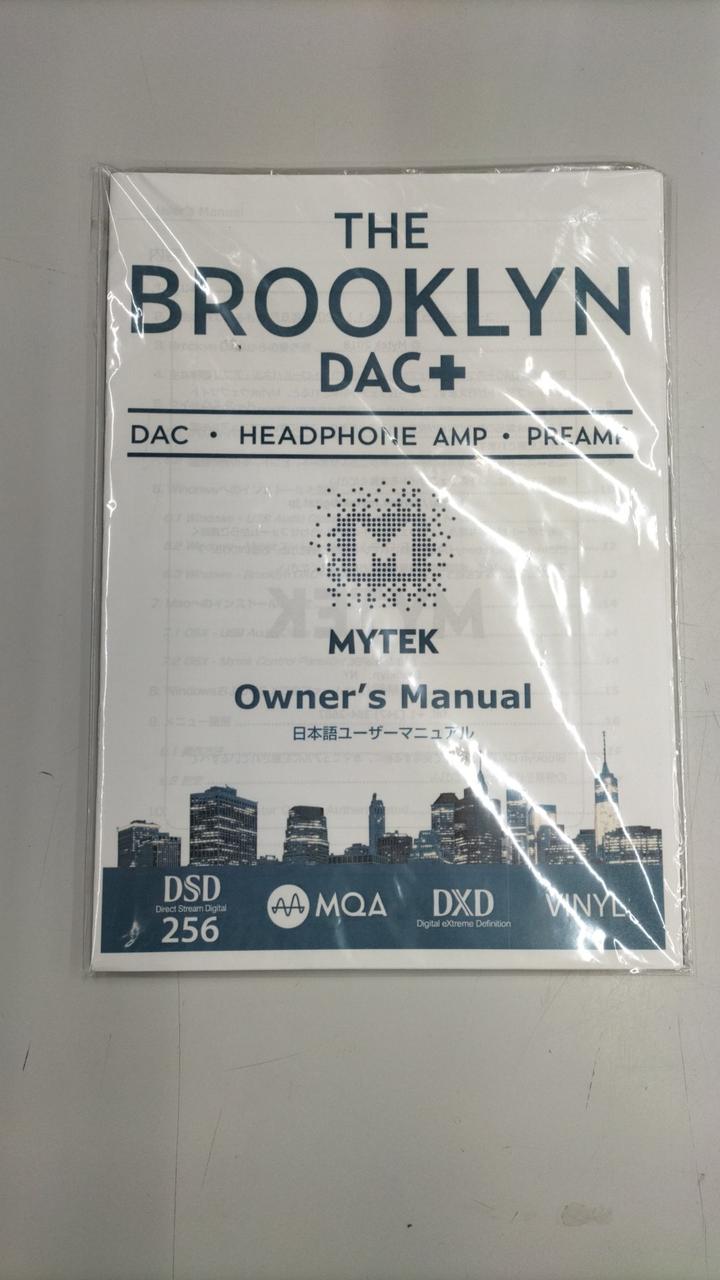 THE
BROOKLYN
DAC+
DAC • HEADPHONE AMP • PREAMP
MYTEK
Owner's Manual
日本語ユーザーマニュアル
DSD
Direct Stream Digital
256
MQA
DXD
Digital eXtreme Definition
VINYL